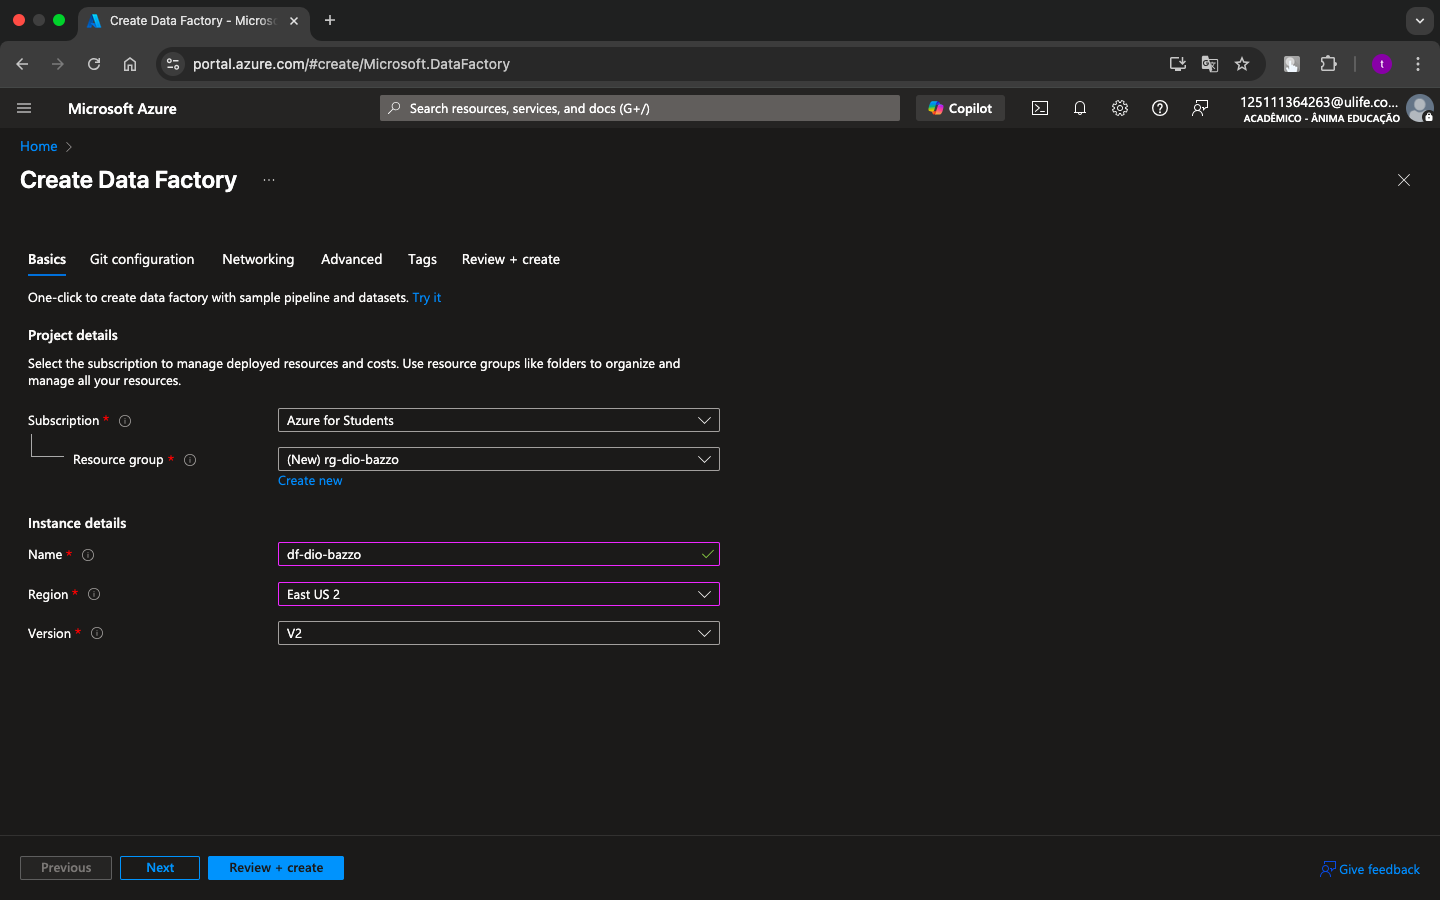 Create Data Factory - Micros
portal.azure.com/#create/Microsoft.DataFactory
t
Microsoft Azure
Search resources, services, and docs (G+/)
Copilot
125111364263@ulife.co...
ACADÊMICO - ÂNIMA EDUCAÇÃO
Home
Create Data Factory
...
Basics Git configuration Networking Advanced Tags Review + create
One-click to create data factory with sample pipeline and datasets. Try it
Project details
Select the subscription to manage deployed resources and costs. Use resource groups like folders to organize and
manage all your resources.
Subscription *
Azure for Students
Resource group *
(New) rg-dio-bazzo
Create new
Instance details
Name *
df-dio-bazzo
Region *
East US 2
Version *
V2
Previous
Next
Review + create
Give feedback